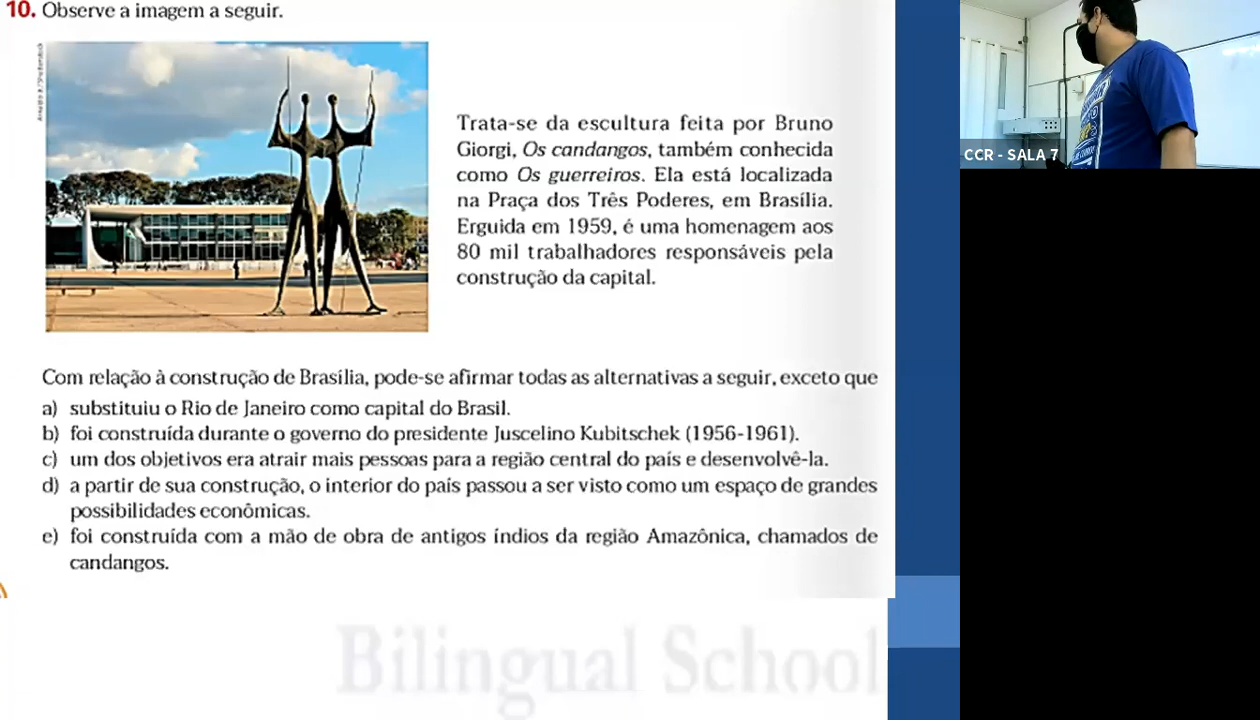 10. Observe a imagem a seguir.
Trata-se da escultura feita por Bruno
Giorgi, Os candangos, também conhecida
como Os guerreiros. Ela está localizada
na Praça dos Três Poderes, em Brasília.
Erguida em 1959, é uma homenagem aos
80 mil trabalhadores responsáveis pela
construção da capital.
Com relação à construção de Brasília, pode-se afirmar todas as alternativas a seguir, exceto que
a) substituiu o Rio de Janeiro como capital do Brasil.
b) foi construída durante o governo do presidente Juscelino Kubitschek (1956-1961).
c) um dos objetivos era atrair mais pessoas para a região central do país e desenvolvê-la.
d) a partir de sua construção, o interior do país passou a ser visto como um espaço de grandes
possibilidades econômicas.
e) foi construída com a mão de obra de antigos índios da região Amazônica, chamados de
candangos.
Bilingual School
CCR - SALA 7